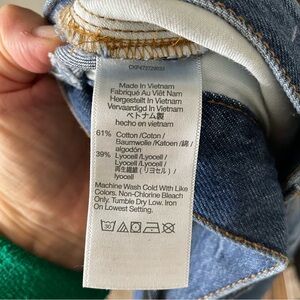 Made In Vietnam
Fabriqué Au Viêt Nam
Hergestellt In Vietnam
Vervaardigd In Vietnam
ベトナム製
hecho en vietnam
61% Cotton /Coton /
Baumwolle /Katoen /綿 /
algodón
39% Lyocell /Lyocell /
Lyocell /Lyocell /
再生繊維 (リヨセル) /
lyocell
Machine Wash Cold With Like
Colors. Non-Chlorine Bleach
Only. Tumble Dry Low. Iron
on Lowest Setting.
30